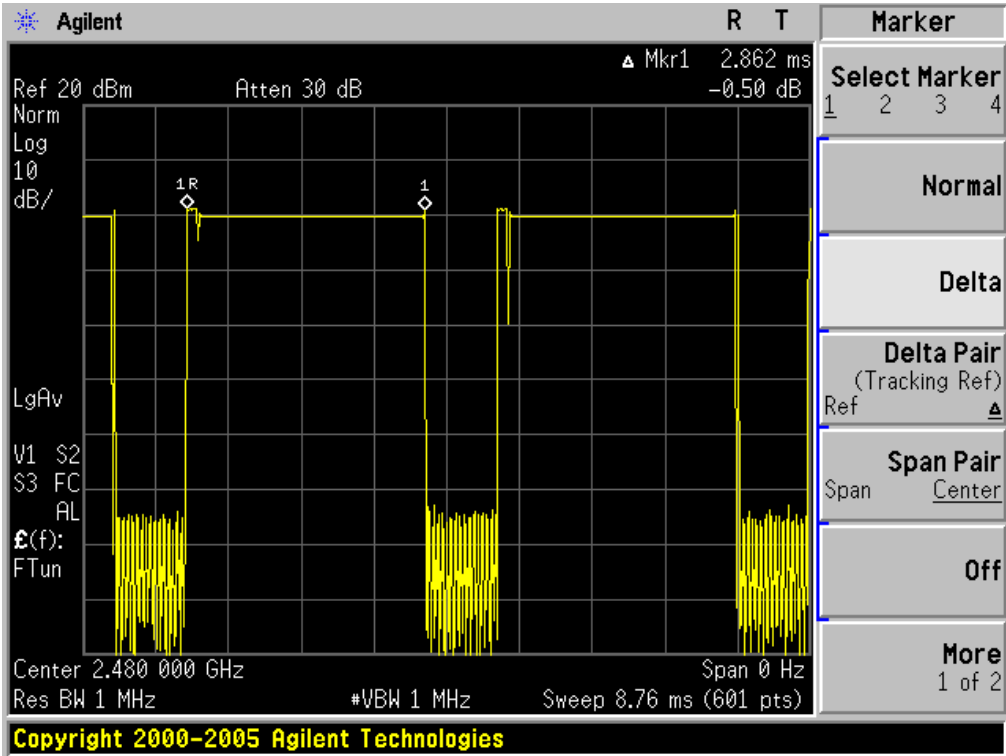 Agilent R T Marker
Δ Mkr1 2.862 ms
Ref 20 dBm Atten 30 dB -0.50 dB
Norm
Log
10
dB/
1R
1
LgAv
V1 S2
S3 FC
AL
£(f):
FTun
Center 2.480 000 GHz Span 0 Hz
Res BW 1 MHz #VBW 1 MHz Sweep 8.76 ms (601 pts)
Select Marker
1 2 3 4
Normal
Delta
Delta Pair
(Tracking Ref)
Ref Δ
Span Pair
Span Center
Off
More
1 of 2
Copyright 2000-2005 Agilent Technologies